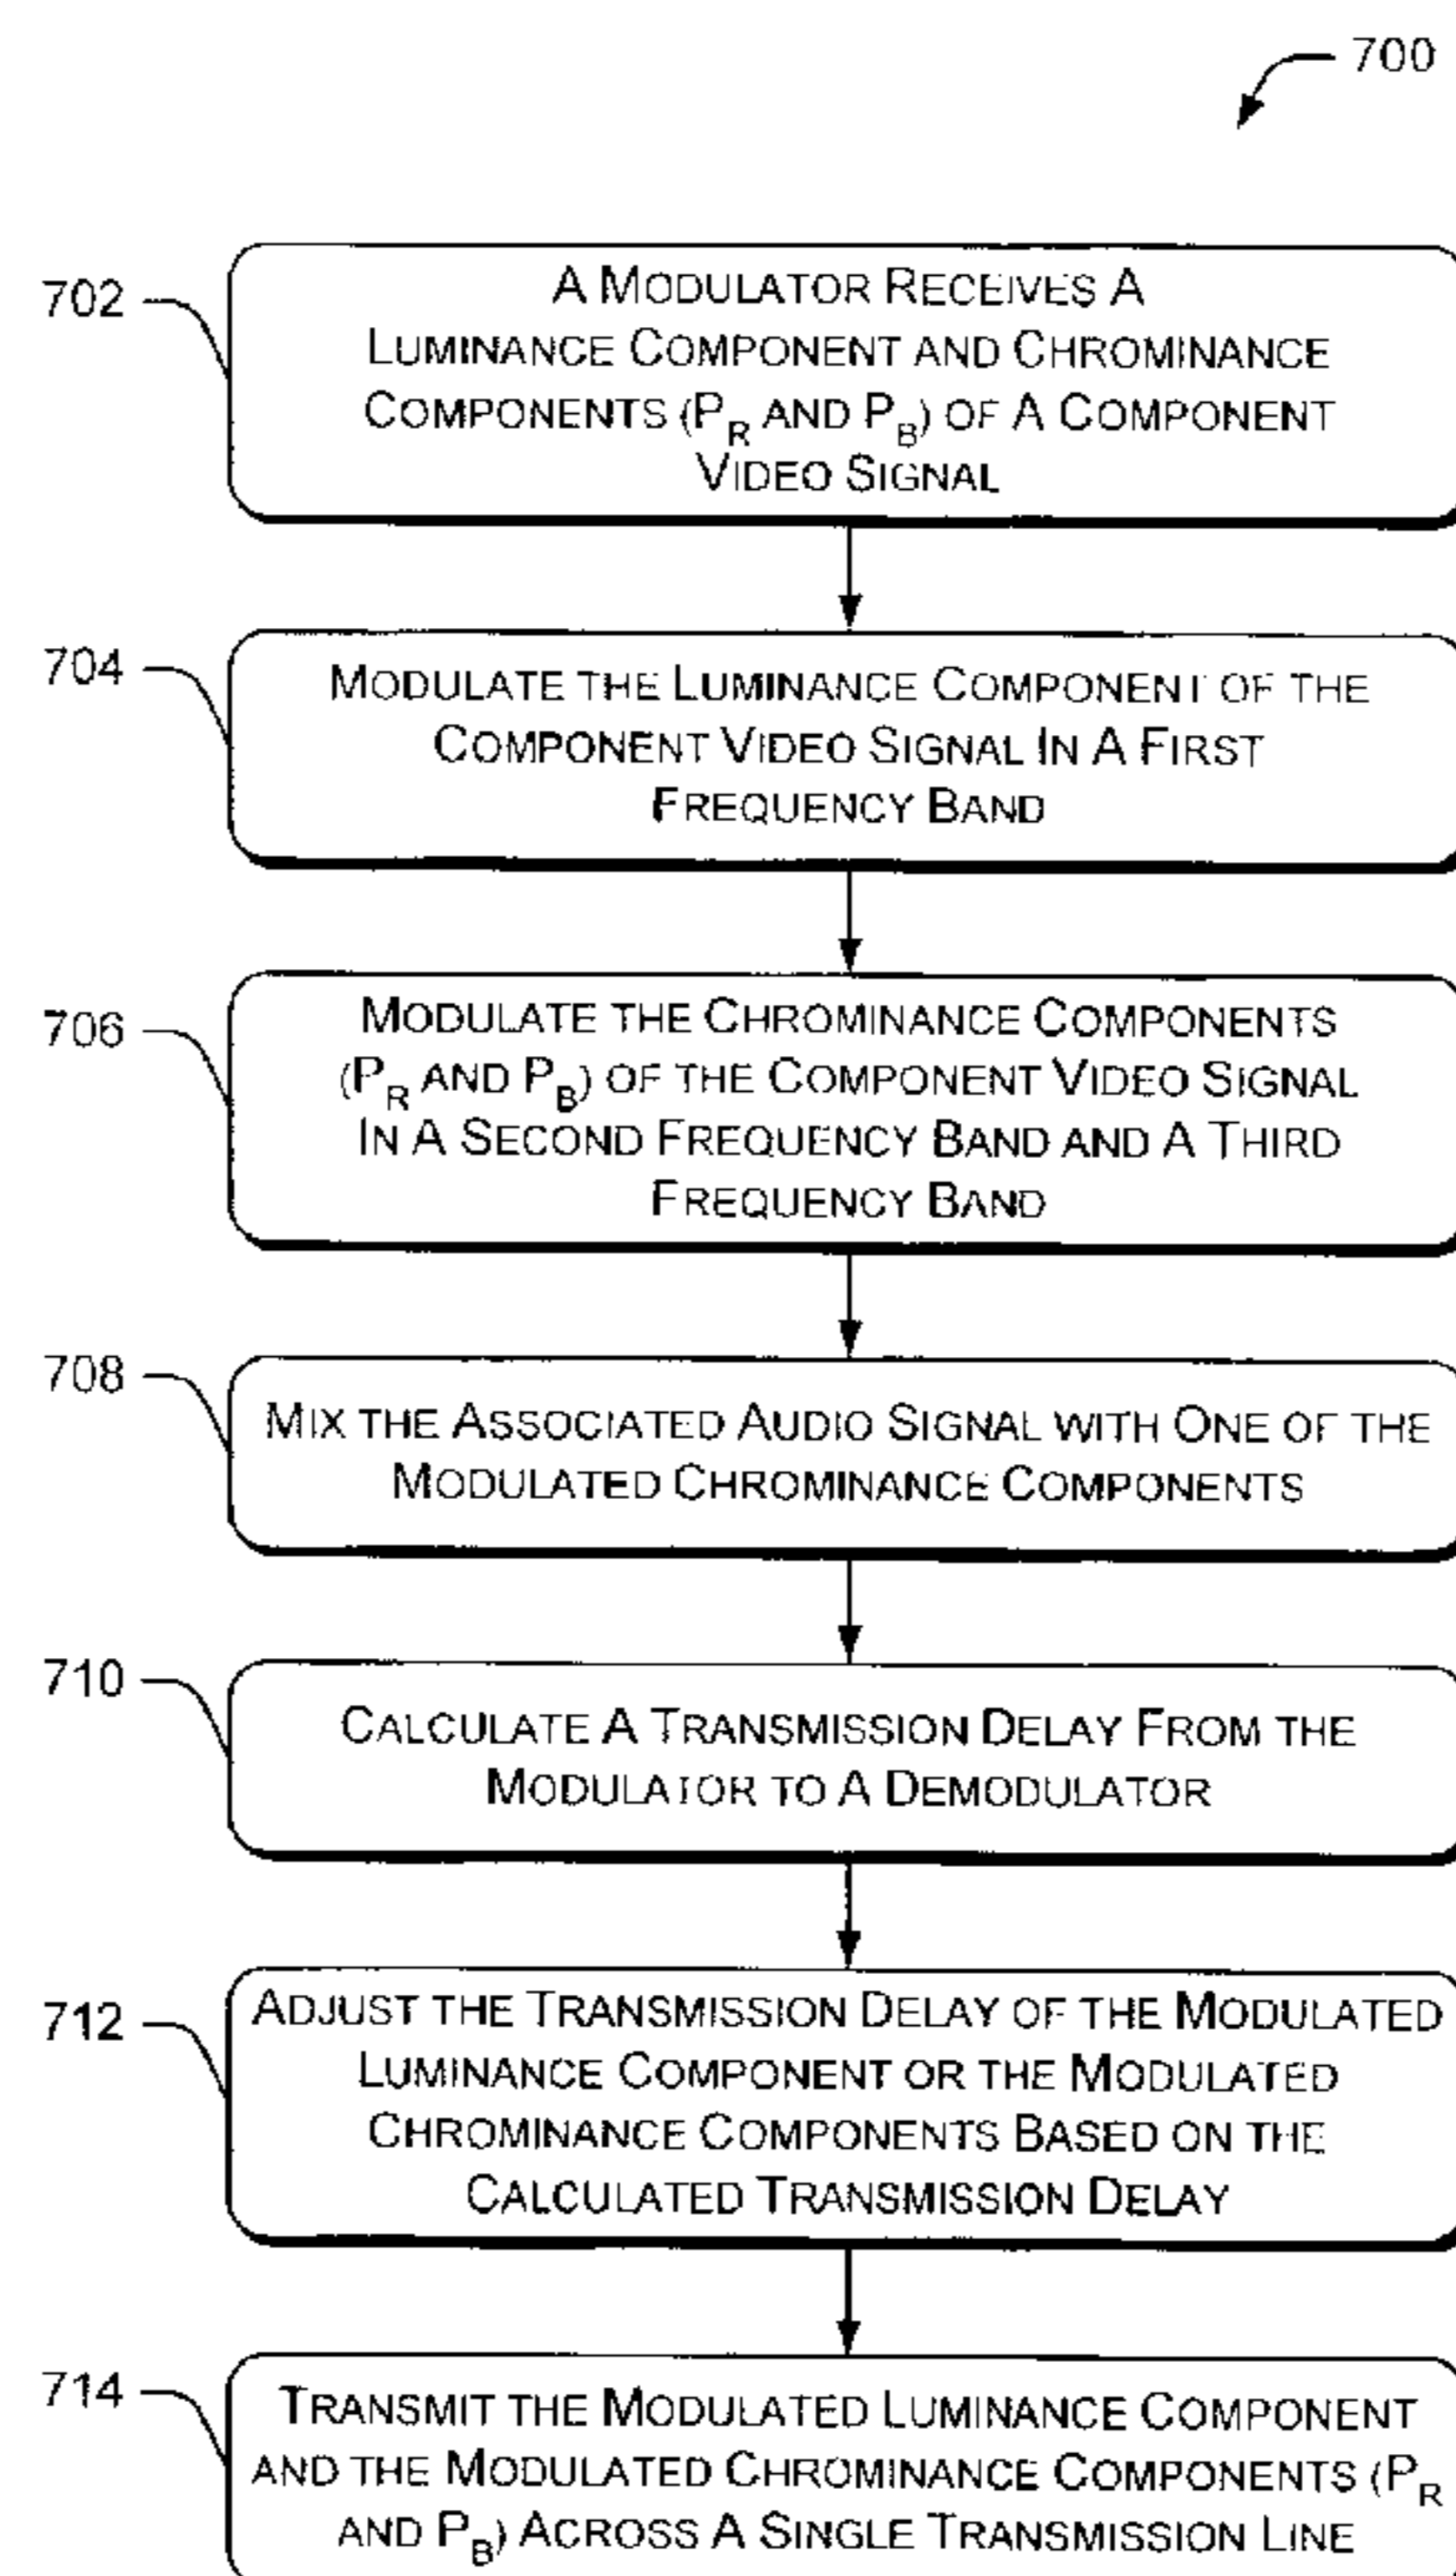 700
702
A MODULATOR RECEIVES A
LUMINANCE COMPONENT AND CHROMINANCE
COMPONENTS (PR AND PB) OF A COMPONENT
VIDEO SIGNAL
704
MODULATE THE LUMINANCE COMPONENT OF THE
COMPONENT VIDEO SIGNAL IN A FIRST
FREQUENCY BAND
706
MODULATE THE CHROMINANCE COMPONENTS
(PR AND PB) OF THE COMPONENT VIDEO SIGNAL
IN A SECOND FREQUENCY BAND AND A THIRD
FREQUENCY BAND
708
MIX THE ASSOCIATED AUDIO SIGNAL WITH ONE OF THE
MODULATED CHROMINANCE COMPONENTS
710
CALCULATE A TRANSMISSION DELAY FROM THE
MODULATOR TO A DEMODULATOR
712
ADJUST THE TRANSMISSION DELAY OF THE MODULATED
LUMINANCE COMPONENT OR THE MODULATED
CHROMINANCE COMPONENTS BASED ON THE
CALCULATED TRANSMISSION DELAY
714
TRANSMIT THE MODULATED LUMINANCE COMPONENT
AND THE MODULATED CHROMINANCE COMPONENTS (PR
AND PB) ACROSS A SINGLE TRANSMISSION LINE